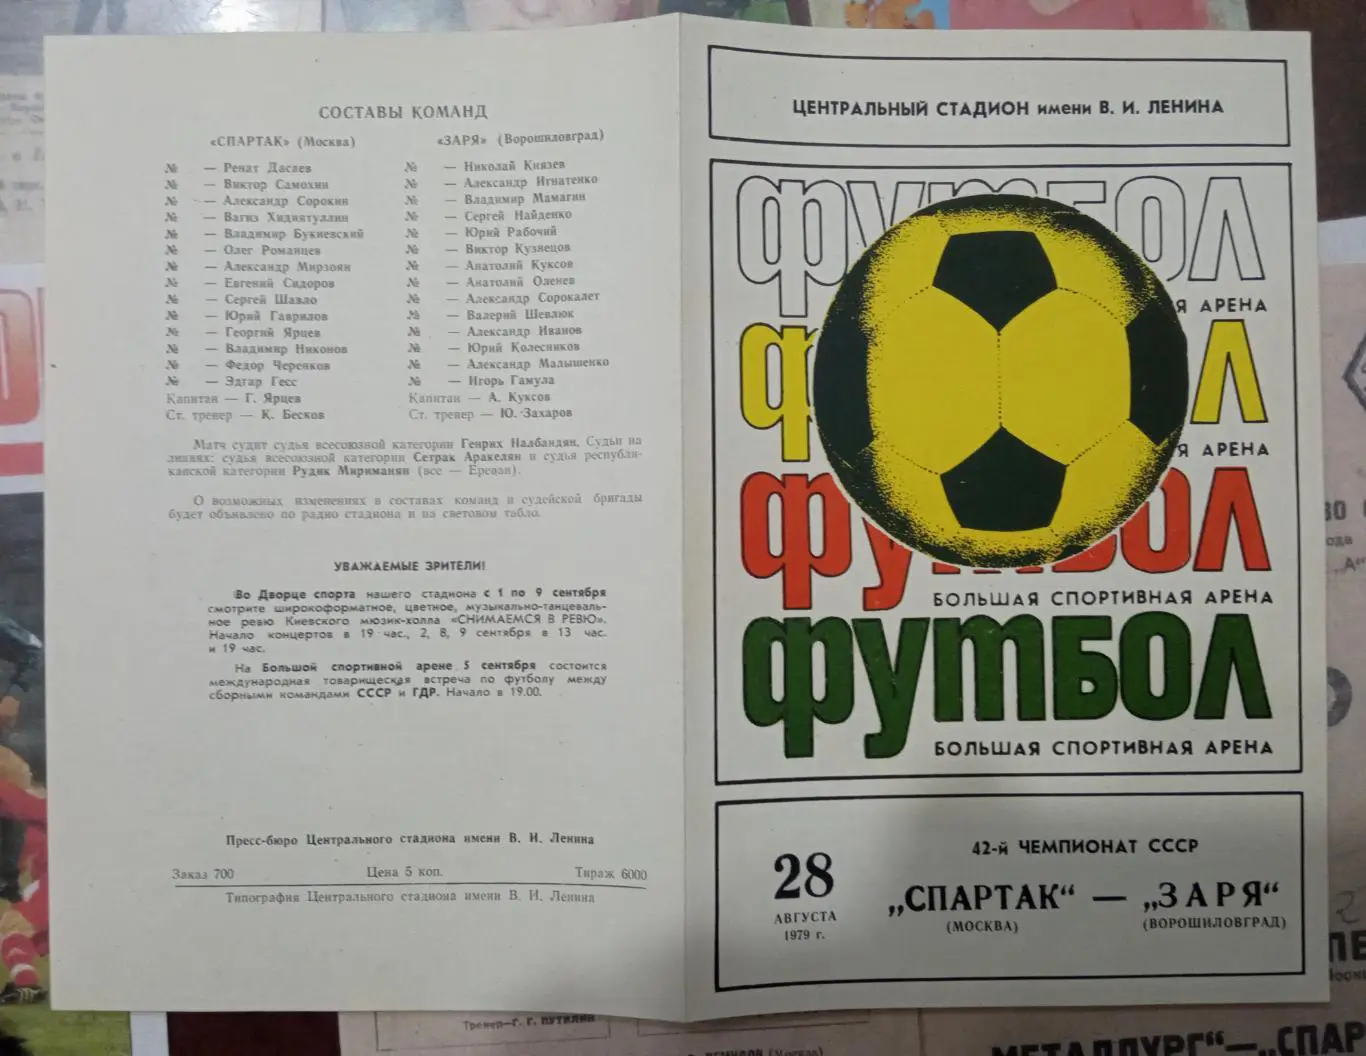 СОСТАВЫ КОМАНД
«СПАРТАК» (Москва)
№ — Ренат Дасаев
№ — Виктор Самохин
№ — Александр Сорокин
№ — Вагиз Хидиятуллин
№ — Владимир Букиевский
№ — Олег Романцев
№ — Александр Мирзоян
№ — Евгений Сидоров
№ — Сергей Шавло
№ — Юрий Гаврилов
№ — Георгий Ярцев
№ — Владимир Никонов
№ — Федор Черенков
№ — Эдгар Гесс
Капитан — Г. Ярцев
Ст. тренер — К. Бесков
«ЗАРЯ» (Ворошиловград)
№ — Николай Князев
№ — Александр Игнатенко
№ — Владимир Мамагин
№ — Сергей Найденко
№ — Юрий Рабочий
№ — Виктор Кузнецов
№ — Анатолий Куксов
№ — Анатолий Оленев
№ — Александр Сорокалет
№ — Валерий Шевлюк
№ — Александр Иванов
№ — Юрий Колесников
№ — Александр Малышенко
№ — Игорь Гамула
Капитан — А. Куксов
Ст. тренер — Ю. Захаров
Матч судит судья всесоюзной категории Генрих Налбандян. Судьи на
линиях: судья всесоюзной категории Сетрак Аракелян и судья республи-
канской категории Рудик Мириманян (все — Ереван).
О возможных изменениях в составах команд и судейской бригады
будет объявлено по радио стадиона и на световом табло.
УВАЖАЕМЫЕ ЗРИТЕЛИ!
Во Дворце спорта нашего стадиона с 1 по 9 сентября
смотрите широкоформатное, цветное, музыкально-танцеваль-
ное ревю Киевского мюзик-холла «СНИМАЕМСЯ В РЕВЮ».
Начало концертов в 19 час., 2, 8, 9 сентября в 13 час.
и 19 час.
На Большой спортивной арене 5 сентября состоится
международная товарищеская встреча по футболу между
сборными командами СССР и ГДР. Начало в 19.00.
Пресс-бюро Центрального стадиона имени В. И. Ленина
Заказ 700 Цена 5 коп. Тираж 6000
Типография Центрального стадиона имени В. И. Ленина
ЦЕНТРАЛЬНЫЙ СТАДИОН имени В. И. ЛЕНИНА
ФУТБОЛ
Я АРЕНА
Л
Я АРЕНА
ФУТБОЛ
БОЛЬШАЯ СПОРТИВНАЯ АРЕНА
ФУТБОЛ
БОЛЬШАЯ СПОРТИВНАЯ АРЕНА
42-й ЧЕМПИОНАТ СССР
28
АВГУСТА
1979 г.
„СПАРТАК“ — „ЗАРЯ“
(МОСКВА) (ВОРОШИЛОВГРАД)
Тренер—Г. Г. ПУТИЛИН
МЕТАЛЛУРГ“—„СПАР